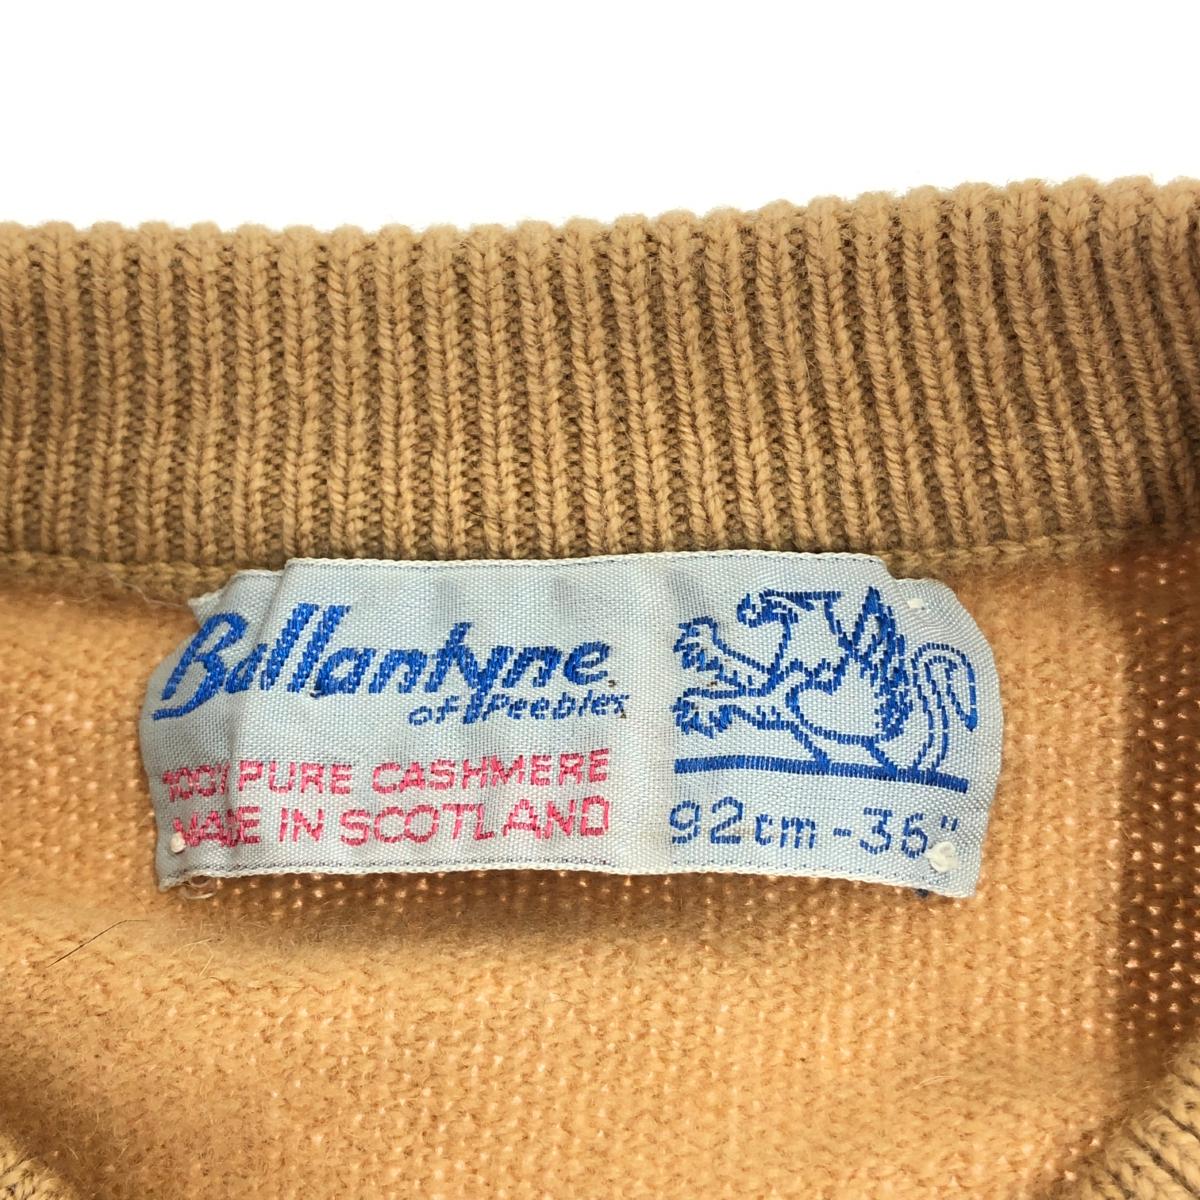 Ballantyne
of Peebles
100% PURE CASHMERE
MADE IN SCOTLAND
92cm - 36"